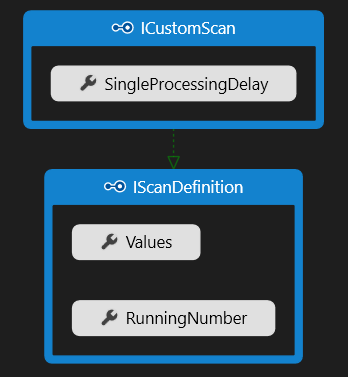 ICustomScan
SingleProcessingDelay
IScanDefinition
Values
RunningNumber